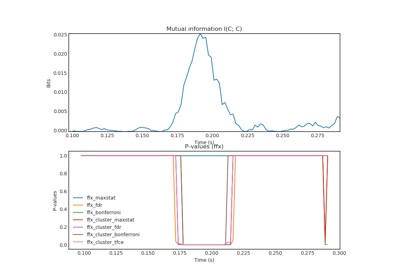 Mutual information I(C; C)
0.025
0.020
0.015
0.010
0.005
0.000
Bits
0.100 0.125 0.150 0.175 0.200 0.225 0.250 0.275
Time (s)
P-values (ffx)
1.0
0.8
0.6
0.4
0.2
0.0
P-values
ffx_maxstat
ffx_fdr
ffx_bonferroni
ffx_cluster_maxstat
ffx_cluster_fdr
ffx_cluster_bonferroni
ffx_cluster_tfce
0.100 0.125 0.150 0.175 0.200 0.225 0.250 0.275 0.300
Time (s)